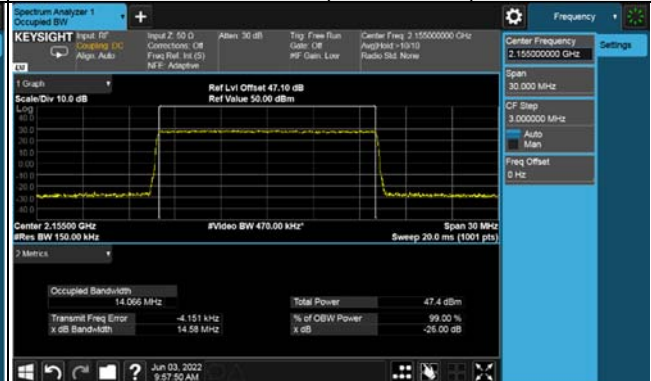 Spectrum Analyzer 1
Occupied BW
+
Frequency
KEYSIGHT
Input: RF
Coupling: DC
Align: Auto
Input Z: 50 Ω
Corrections: Off
Freq Ref: Int (S)
NFE: Adaptive
Atten: 30 dB
Trig: Free Run
Gate: Off
#IF Gain: Low
Center Freq: 2.155000000 GHz
Avg|Hold:>10/10
Radio Std: None
Center Frequency
2.155000000 GHz
Settings
Span
30.000 MHz
CF Step
3.000000 MHz
Auto
Man
Freq Offset
0 Hz
1 Graph
Scale/Div 10.0 dB
Ref Lvl Offset 47.10 dB
Ref Value 50.00 dBm
Log
40.0
30.0
20.0
10.0
0.00
-10.0
-20.0
-30.0
-40.0
Center 2.15500 GHz
#Res BW 150.00 kHz
#Video BW 470.00 kHz*
Span 30 MHz
Sweep 20.0 ms (1001 pts)
2 Metrics
Occupied Bandwidth
14.066 MHz
Total Power 47.4 dBm
Transmit Freq Error -4.151 kHz
% of OBW Power 99.00 %
x dB Bandwidth 14.58 MHz
x dB -26.00 dB
?
Jun 03, 2022
9:57:50 AM